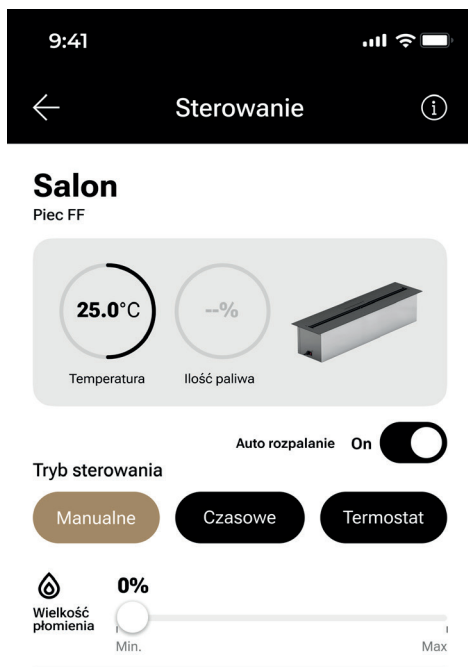 9:41
Sterowanie
i
Salon
Piec FF
25.0°C
--%
Temperatura
Ilość paliwa
Auto rozpalanie On
Tryb sterowania
Manualne Czasowe Termostat
0%
Wielkość
płomienia
Min. Max